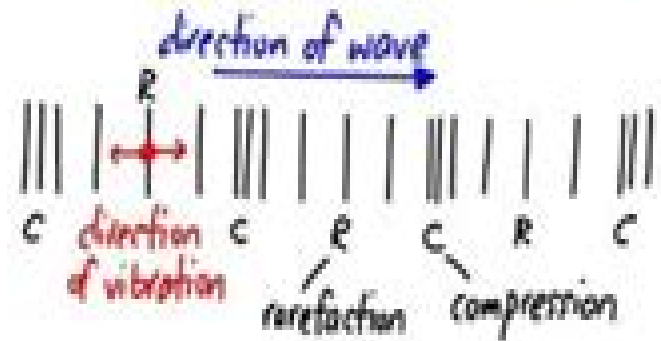 direction of wave
R
C direction of vibration C R C R C
rarefaction compression